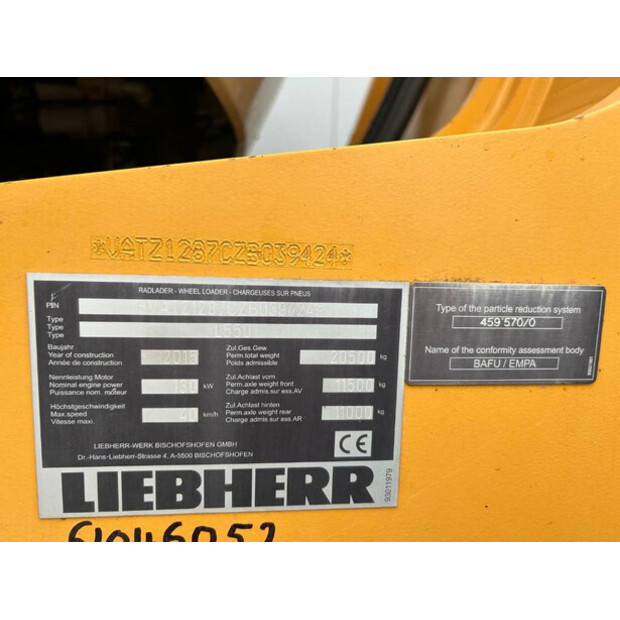 *VATZ1287CZB039424*
RADLADER - WHEEL LOADER - CHARGEUSES SUR PNEUS
PIN
Type
Type L550
Type
Baujahr
Year of construction 2015
Année de construction
Zul.Ges.Gew.
Perm.total weight 20500 kg
Poids admissible
Nennleistung Motor
Nominal engine power kW
Puissance nom. moteur
Zul.Achslast vorn
Perm.axle weight front 11500 kg
Charge admis.sur ess.AV
Höchstgeschwindigkeit
Max.speed km/h
Vitesse max.
Zul.Achslast hinten
Perm.axle weight rear 11000 kg
Charge admis.sur ess.AR
LIEBHERR-WERK BISCHOFSHOFEN GMBH
Dr.-Hans-Liebherr-Strasse 4, A-5500 BISCHOFSHOFEN
CE
LIEBHERR
93011979
Type of the particle reduction system
459'570/0
Name of the conformity assessment body
BAFU / EMPA